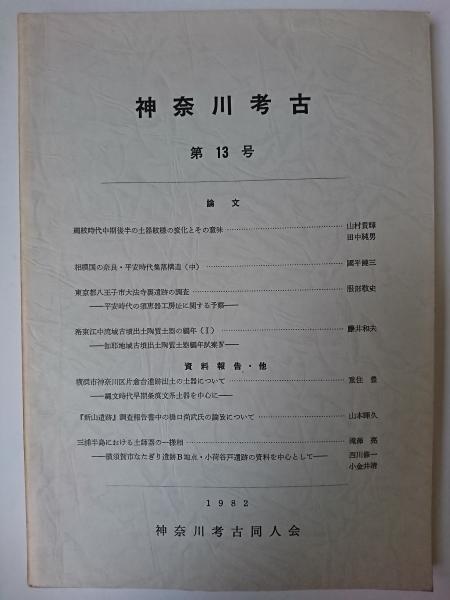 神奈川考古
第 13 号
論 文
縄紋時代中期後半の土器紋様の変化とその意味 山村貴輝
田中純男
相模国の奈良・平安時代集落構造（中） 國平健三
東京都八王子市大法寺裏遺跡の調査 服部敬史
――平安時代の須恵器工房址に関する予察――
洛東江中流域古墳出土陶質土器の編年（Ⅰ） 藤井和夫
――伽耶地域古墳出土陶質土器編年試案Ⅳ――
資料報告・他
横浜市神奈川区片倉台遺跡出土の土器について 重住 豊
――縄文時代早期条痕文系土器を中心に――
『新山遺跡』調査報告書中の樋口尚武氏の論旨について 山本暉久
三浦半島における土師器の一様相 滝澤 亮
――横須賀市なたぎり遺跡B地点・小荷谷戸遺跡の資料を中心として―― 西川修一
小金井靖
1982
神奈川考古同人会